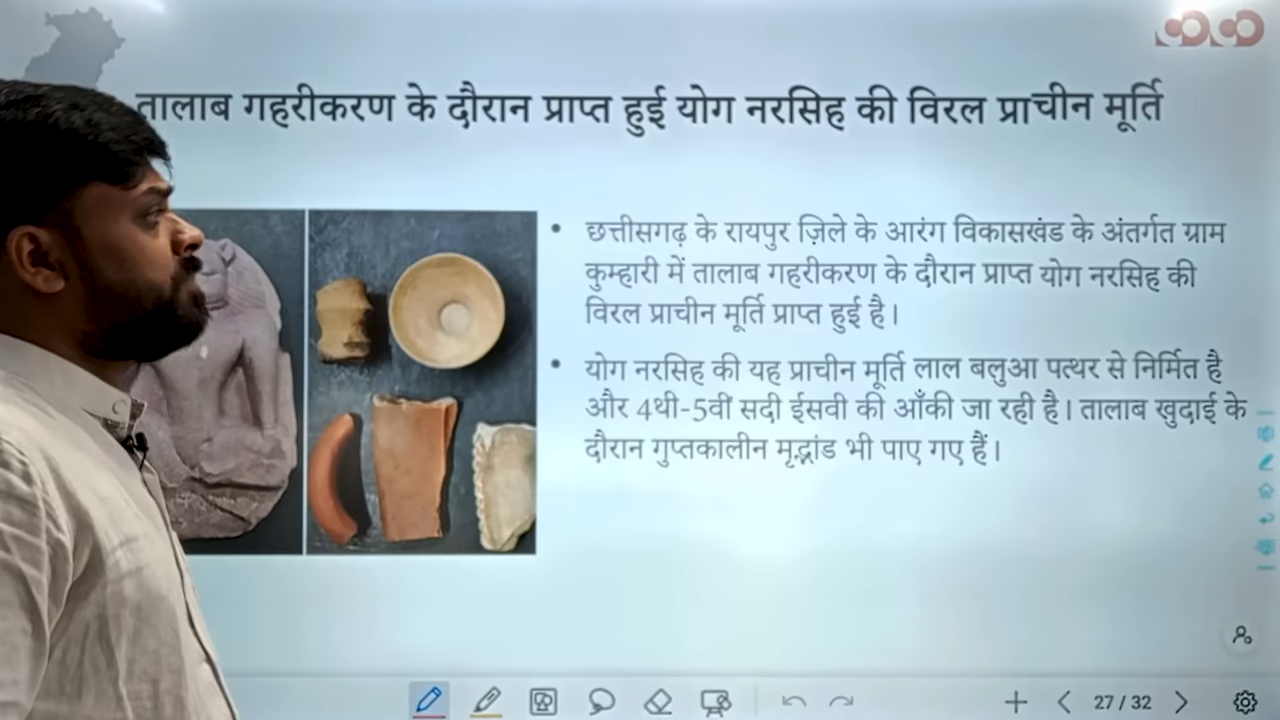 तालाब गहरीकरण के दौरान प्राप्त हुई योग नरसिह की विरल प्राचीन मूर्ति
• छत्तीसगढ़ के रायपुर ज़िले के आरंग विकासखंड के अंतर्गत ग्राम
कुम्हारी में तालाब गहरीकरण के दौरान प्राप्त योग नरसिह की
विरल प्राचीन मूर्ति प्राप्त हुई है।
• योग नरसिह की यह प्राचीन मूर्ति लाल बलुआ पत्थर से निर्मित है
और 4थी-5वीं सदी ईसवी की आँकी जा रही है। तालाब खुदाई के
दौरान गुप्तकालीन मृद्भांड भी पाए गए हैं।
27 / 32